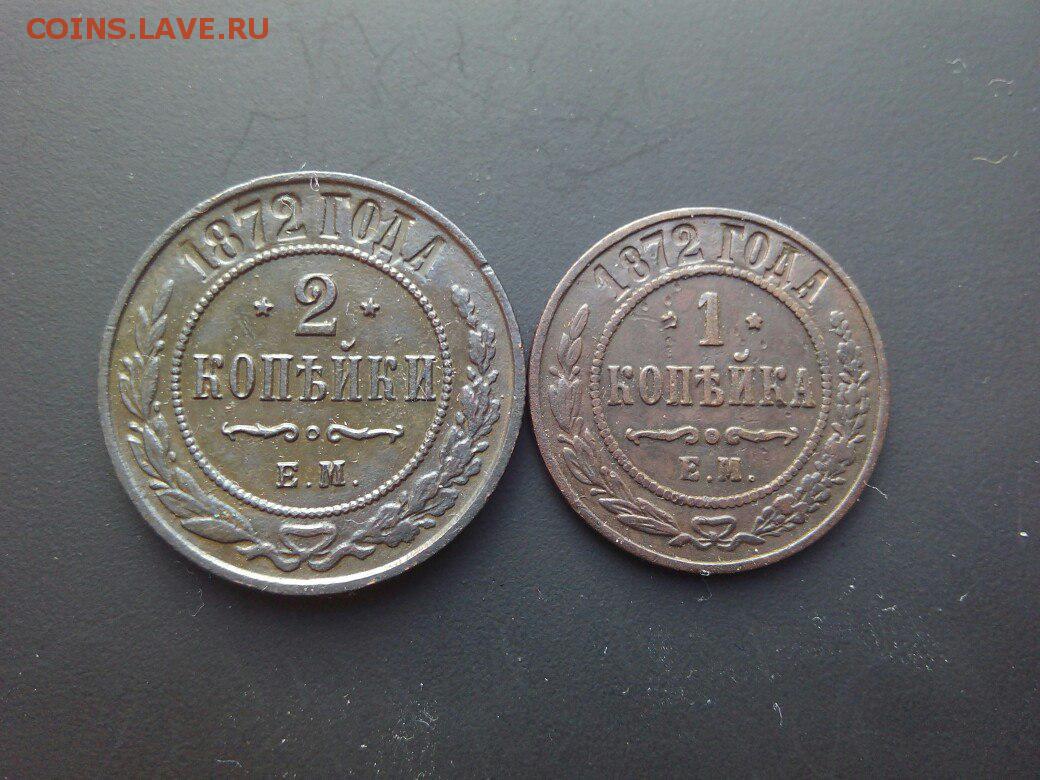 COINS.LAVE.RU
1872 ГОДА
2
КОПѢЙКИ
Е.М.
1872 ГОДА
1
КОПѢЙКА
Е.М.